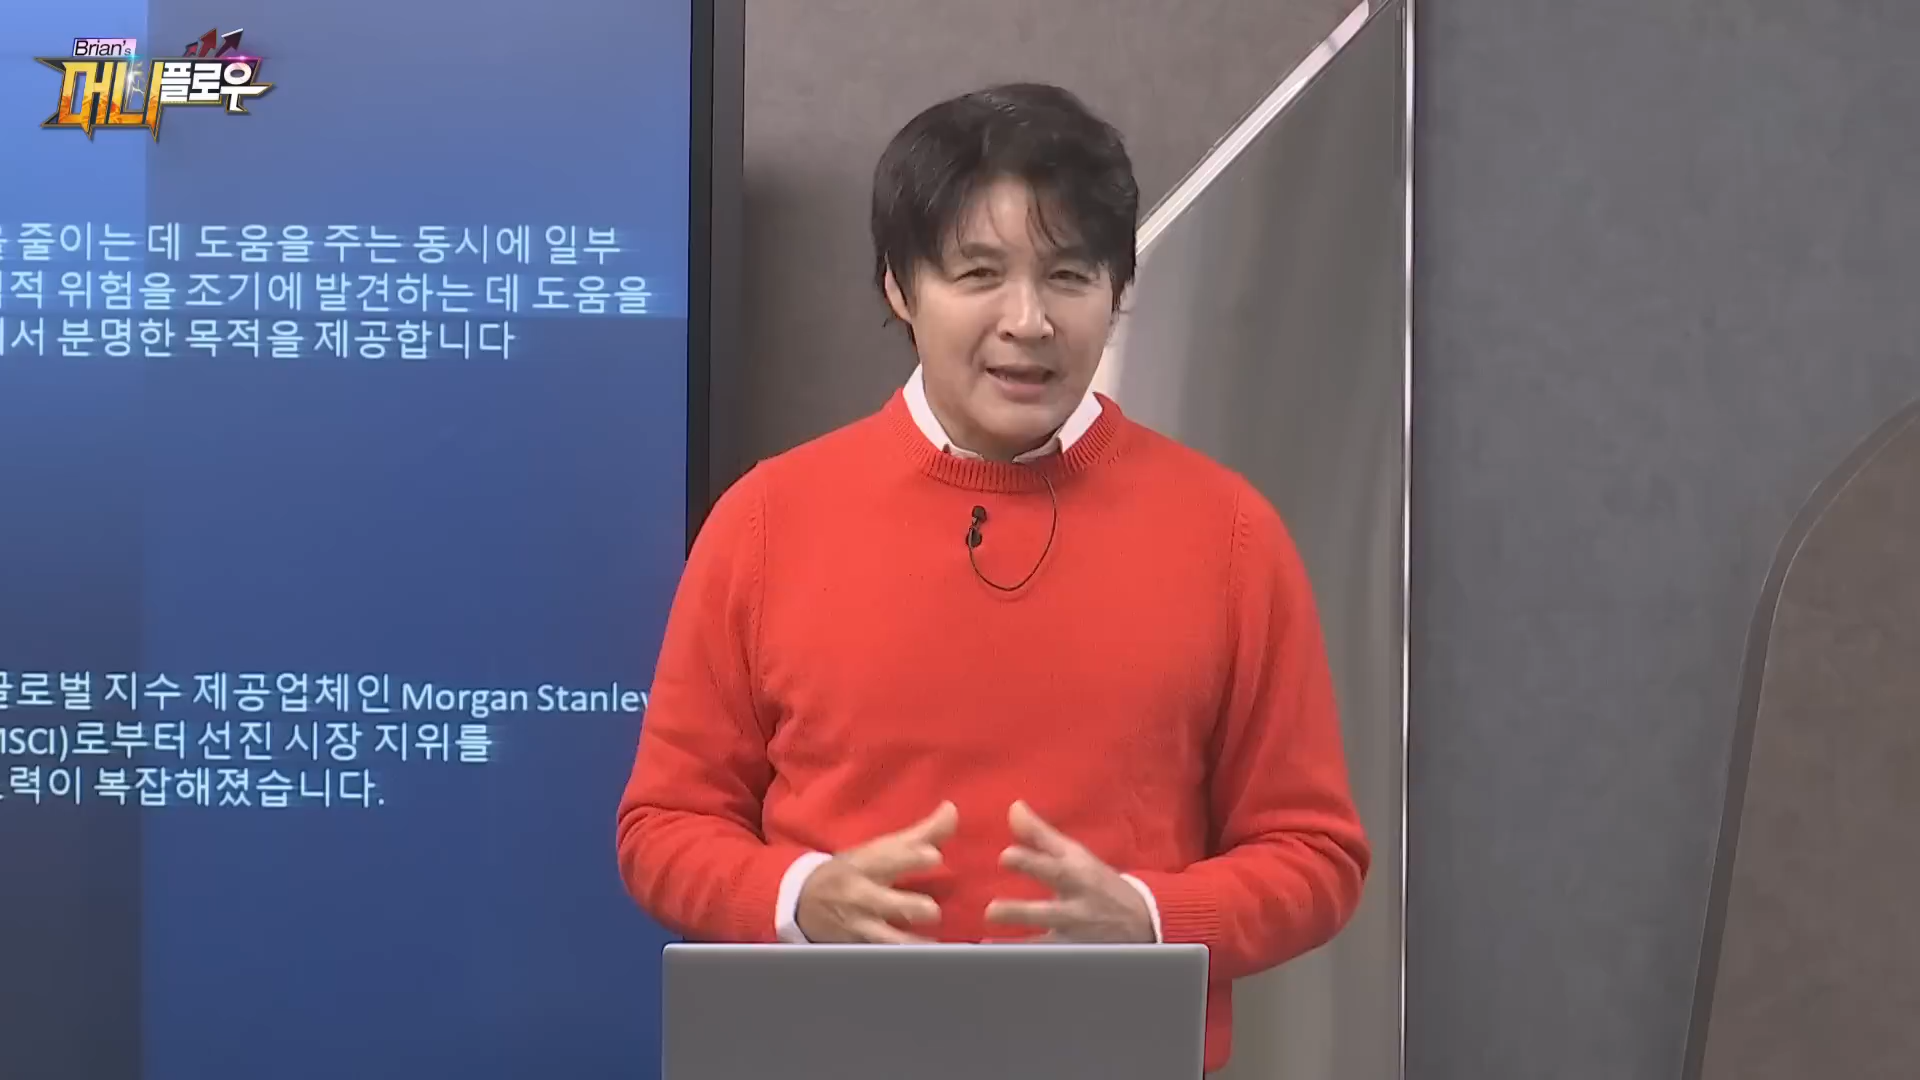 Brian's
머니플로우
줄이는 데 도움을 주는 동시에 일부
적 위험을 조기에 발견하는 데 도움을
서 분명한 목적을 제공합니다
글로벌 지수 제공업체인 Morgan Stanley
MSCI)로부터 선진 시장 지위를
력이 복잡해졌습니다.